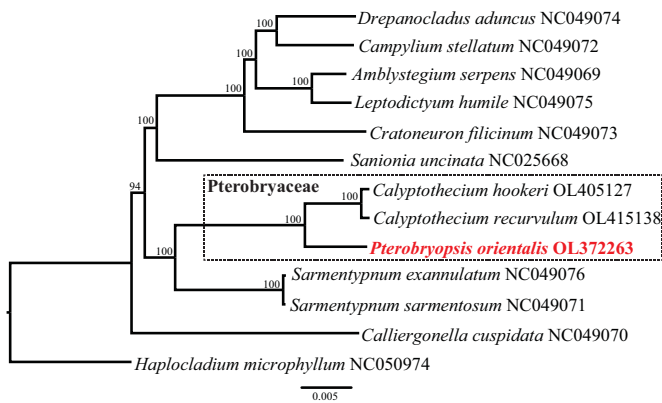 Drepanocladus aduncus NC049074
100
Campylium stellatum NC049072
100
Amblystegium serpens NC049069
100
100
Leptodictyum humile NC049075
100
Cratoneuron filicinum NC049073
Sanionia uncinata NC025668
Pterobryaceae
94
100
Calyptothecium hookeri OL405127
100
Calyptothecium recurvulum OL415138
100
Pterobryopsis orientalis OL372263
Sarmentypnum exannulatum NC049076
100
Sarmentypnum sarmentosum NC049071
Calliergonella cuspidata NC049070
Haplocladium microphyllum NC050974
0.005